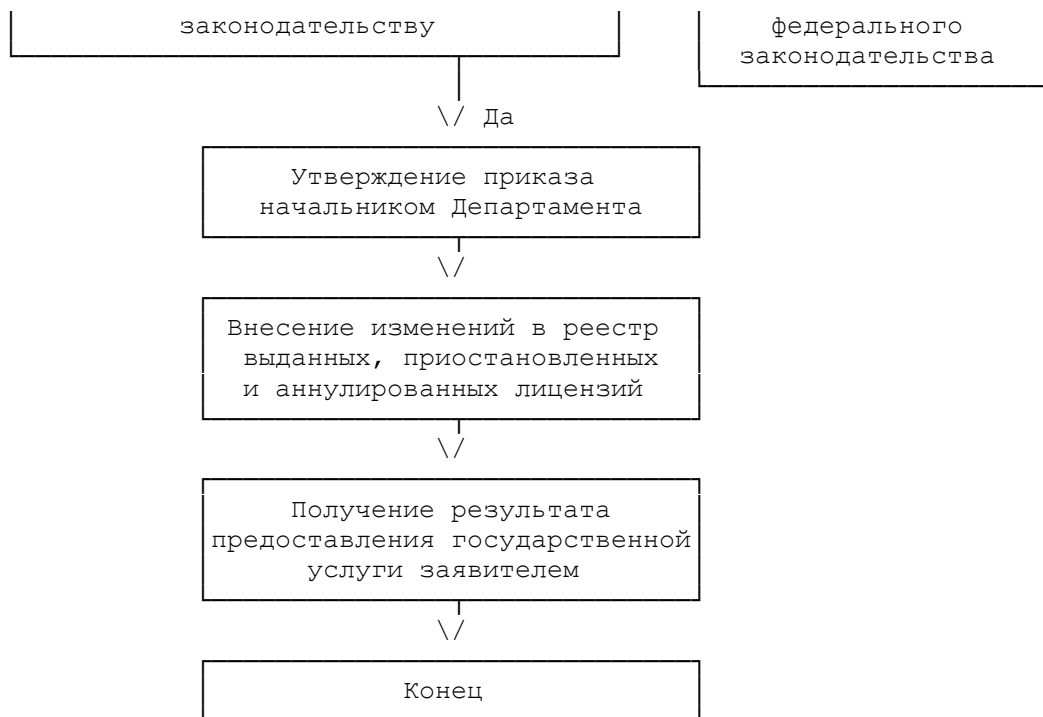 законодательству
федерального
законодательства
\/ Да
Утверждение приказа
начальником Департамента
\/
Внесение изменений в реестр
выданных, приостановленных
и аннулированных лицензий
\/
Получение результата
предоставления государственной
услуги заявителем
\/
Конец